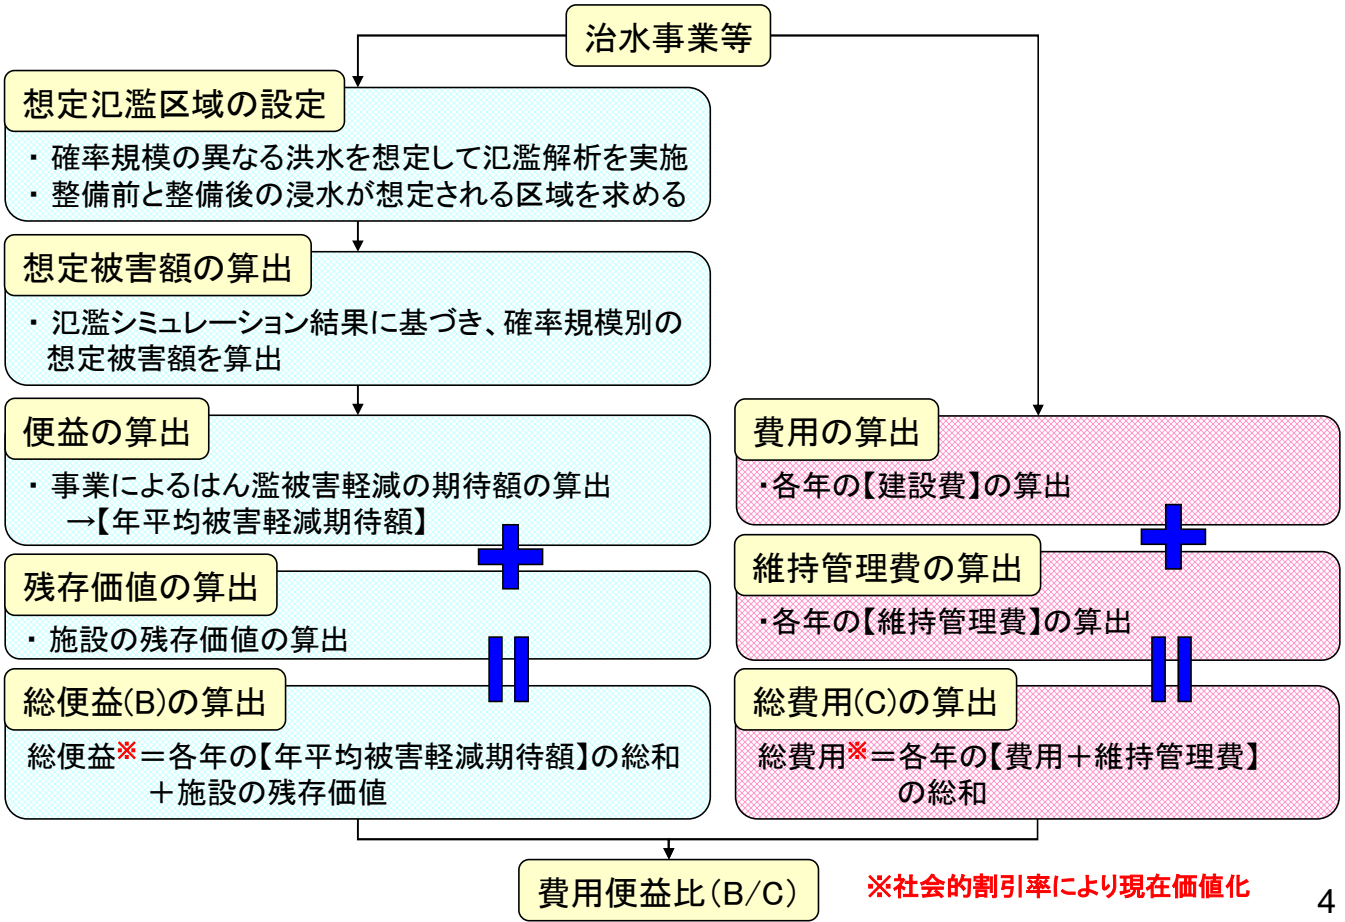 治水事業等
想定氾濫区域の設定
・ 確率規模の異なる洪水を想定して氾濫解析を実施
・ 整備前と整備後の浸水が想定される区域を求める
想定被害額の算出
・ 氾濫シミュレーション結果に基づき、確率規模別の
想定被害額を算出
便益の算出
・ 事業によるはん濫被害軽減の期待額の算出
→【年平均被害軽減期待額】
残存価値の算出
・ 施設の残存価値の算出
総便益(B)の算出
総便益※＝各年の【年平均被害軽減期待額】の総和
＋施設の残存価値
費用の算出
・各年の【建設費】の算出
維持管理費の算出
・各年の【維持管理費】の算出
総費用(C)の算出
総費用※＝各年の【費用＋維持管理費】
の総和
費用便益比（B/C）
※社会的割引率により現在価値化
4